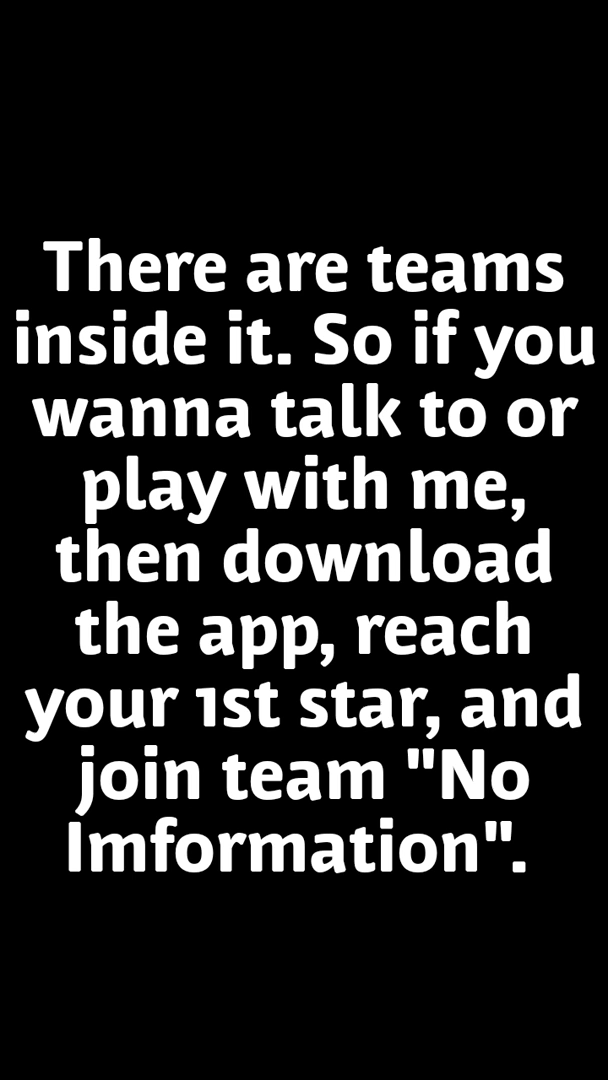 There are teams
inside it. So if you
wanna talk to or
play with me,
then download
the app, reach
your 1st star, and
join team "No
Imformation".